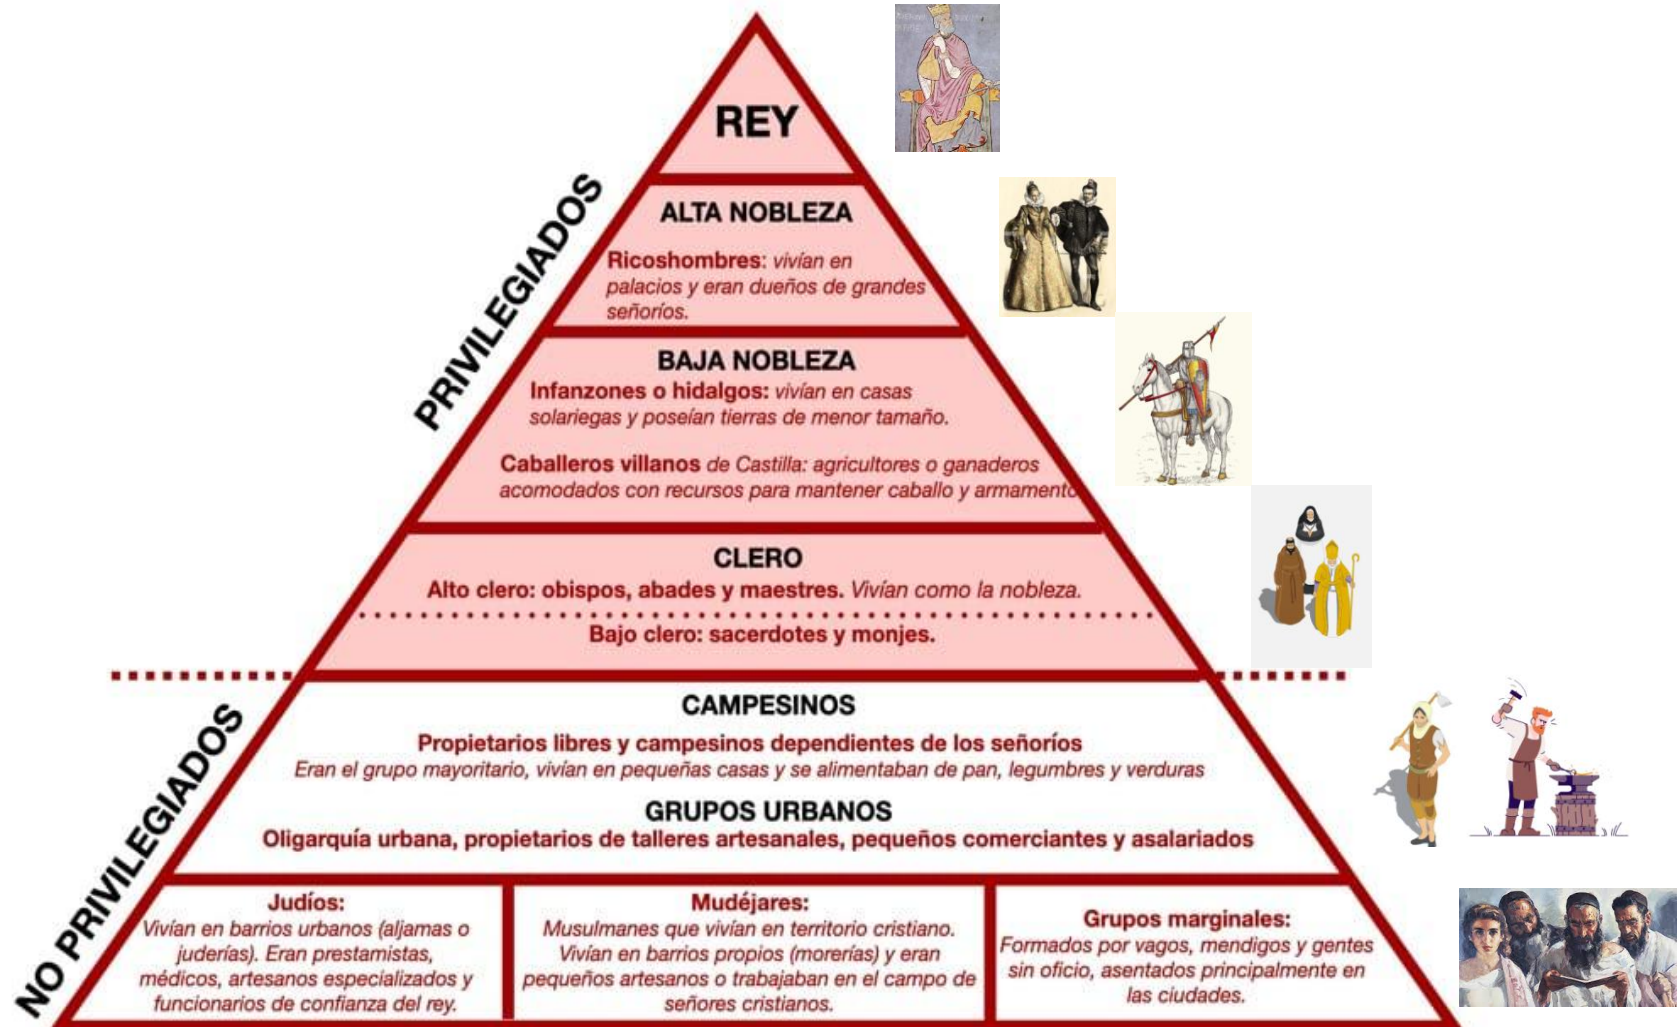 REY
PRIVILEGIADOS
ALTA NOBLEZA
Ricoshombres: vivían en
palacios y eran dueños de grandes
señoríos.
BAJA NOBLEZA
Infanzones o hidalgos: vivían en casas
solariegas y poseían tierras de menor tamaño.
Caballeros villanos de Castilla: agricultores o ganaderos
acomodados con recursos para mantener caballo y armamento
CLERO
Alto clero: obispos, abades y maestres. Vivían como la nobleza.
Bajo clero: sacerdotes y monjes.
NO PRIVILEGIADOS
CAMPESINOS
Propietarios libres y campesinos dependientes de los señoríos
Eran el grupo mayoritario, vivían en pequeñas casas y se alimentaban de pan, legumbres y verduras
GRUPOS URBANOS
Oligarquía urbana, propietarios de talleres artesanales, pequeños comerciantes y asalariados
Judíos:
Vivían en barrios urbanos (aljamas o
juderías). Eran prestamistas,
médicos, artesanos especializados y
funcionarios de confianza del rey.
Mudéjares:
Musulmanes que vivían en territorio cristiano.
Vivían en barrios propios (morerías) y eran
pequeños artesanos o trabajaban en el campo de
señores cristianos.
Grupos marginales:
Formados por vagos, mendigos y gentes
sin oficio, asentados principalmente en
las ciudades.